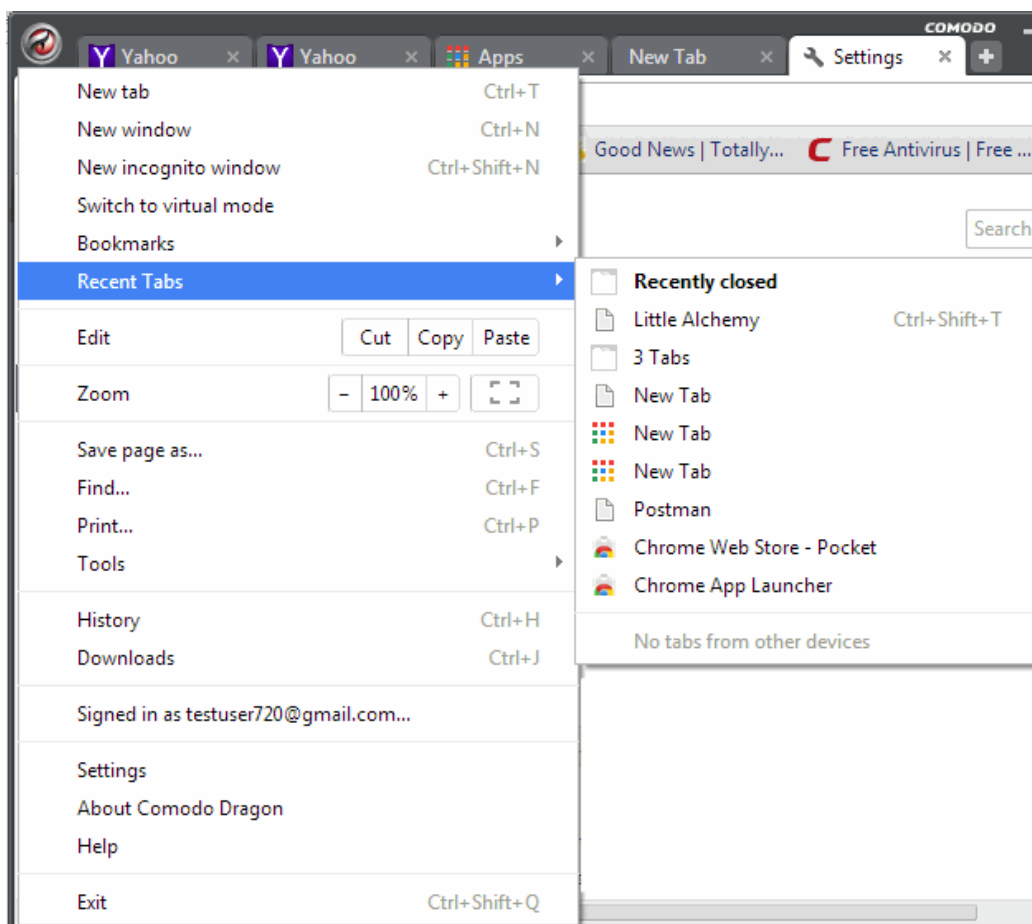 COMODO
Yahoo Yahoo Apps New Tab Settings
New tab Ctrl+T
New window Ctrl+N
New incognito window Ctrl+Shift+N
Switch to virtual mode
Bookmarks
Recent Tabs
Edit Cut Copy Paste
Zoom - 100% +
Save page as... Ctrl+S
Find... Ctrl+F
Print... Ctrl+P
Tools
History Ctrl+H
Downloads Ctrl+J
Signed in as testuser720@gmail.com...
Settings
About Comodo Dragon
Help
Exit Ctrl+Shift+Q
Good News | Totally... Free Antivirus | Free ...
Search
Recently closed
Little Alchemy Ctrl+Shift+T
3 Tabs
New Tab
New Tab
New Tab
Postman
Chrome Web Store - Pocket
Chrome App Launcher
No tabs from other devices